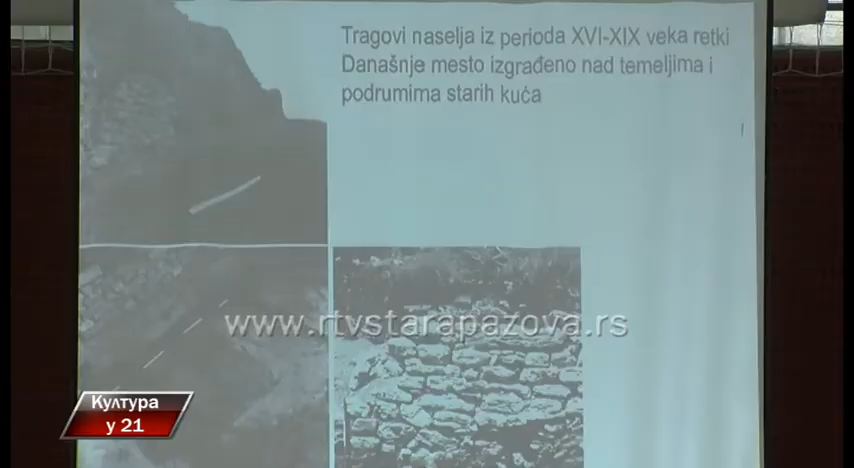 Tragovi naselja iz perioda XVI-XIX veka retki
Današnje mesto izgrađeno nad temeljima i
podrumima starih kuća
www.rtvstarapazova.rs
Култура
у 21